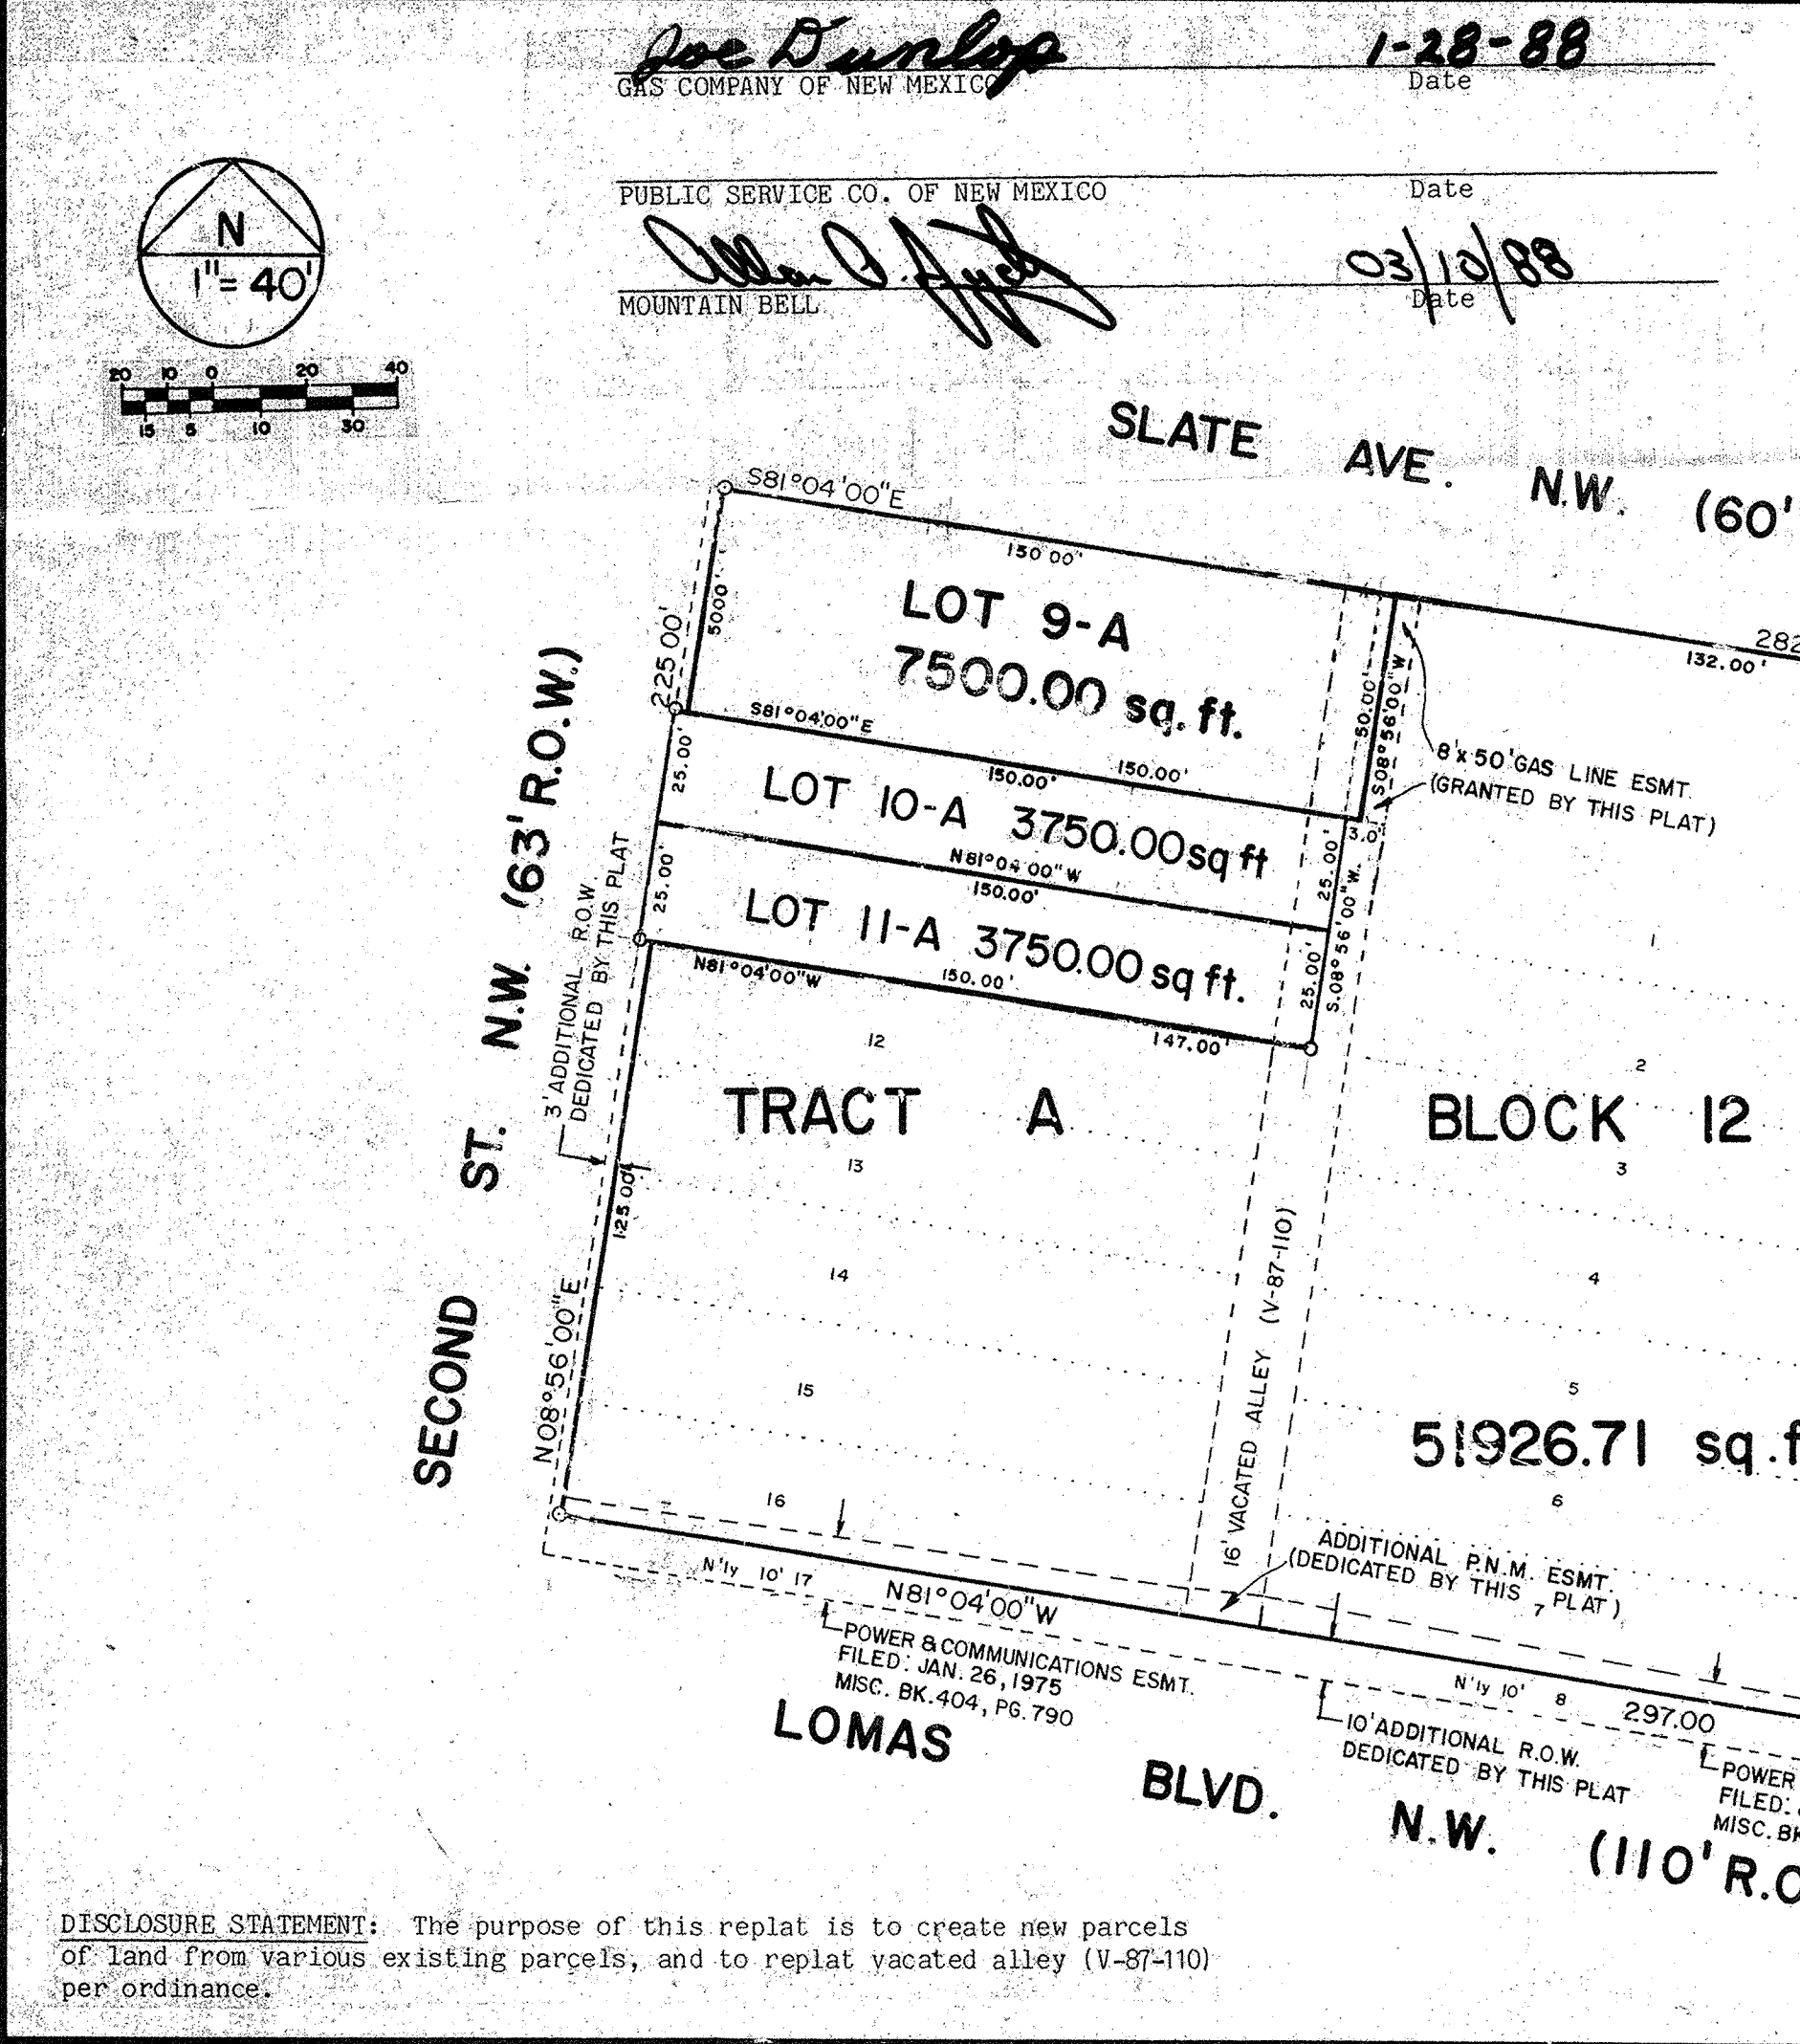 Joe Dunlop 1-28-88
GAS COMPANY OF NEW MEXICO Date
PUBLIC SERVICE CO. OF NEW MEXICO Date
03/10/88
MOUNTAIN BELL Date
N
1"= 40'
20 10 0 20 40
15 5 10 30
SLATE AVE. N.W. (60'
S81°04'00"E
150.00'
282
132.00'
LOT 9-A
7500.00 sq. ft.
225.00'
50.00'
50.00'
S08°56'00"W
S81°04'00"E
150.00'
150.00'
8'x 50' GAS LINE ESMT.
(GRANTED BY THIS PLAT)
3.0'
25.00'
LOT 10-A 3750.00 sq ft
25.00'
N81°04'00"W
150.00'
25.00'
LOT 11-A 3750.00 sq ft.
25.00'
S.08°56'00"W.
N81°04'00"W
150.00'
147.00'
SECOND ST. N.W. (63' R.O.W.)
3' ADDITIONAL R.O.W.
DEDICATED BY THIS PLAT
125.00'
N08°56'00"E
TRACT A
12
13
14
15
16
BLOCK 12
1
2
3
4
5
6
51926.71 sq.f
16' VACATED ALLEY (V-87-110)
ADDITIONAL P.N.M. ESMT.
(DEDICATED BY THIS PLAT)
7
N'ly 10' 17
N81°04'00"W
POWER & COMMUNICATIONS ESMT.
FILED: JAN. 26, 1975
MISC. BK. 404, PG. 790
N'ly 10' 8
297.00
10' ADDITIONAL R.O.W.
DEDICATED BY THIS PLAT
POWER
FILED:
MISC. BK
LOMAS BLVD. N.W. (110' R.O
DISCLOSURE STATEMENT: The purpose of this replat is to create new parcels
of land from various existing parcels, and to replat vacated alley (V-87-110)
per ordinance.